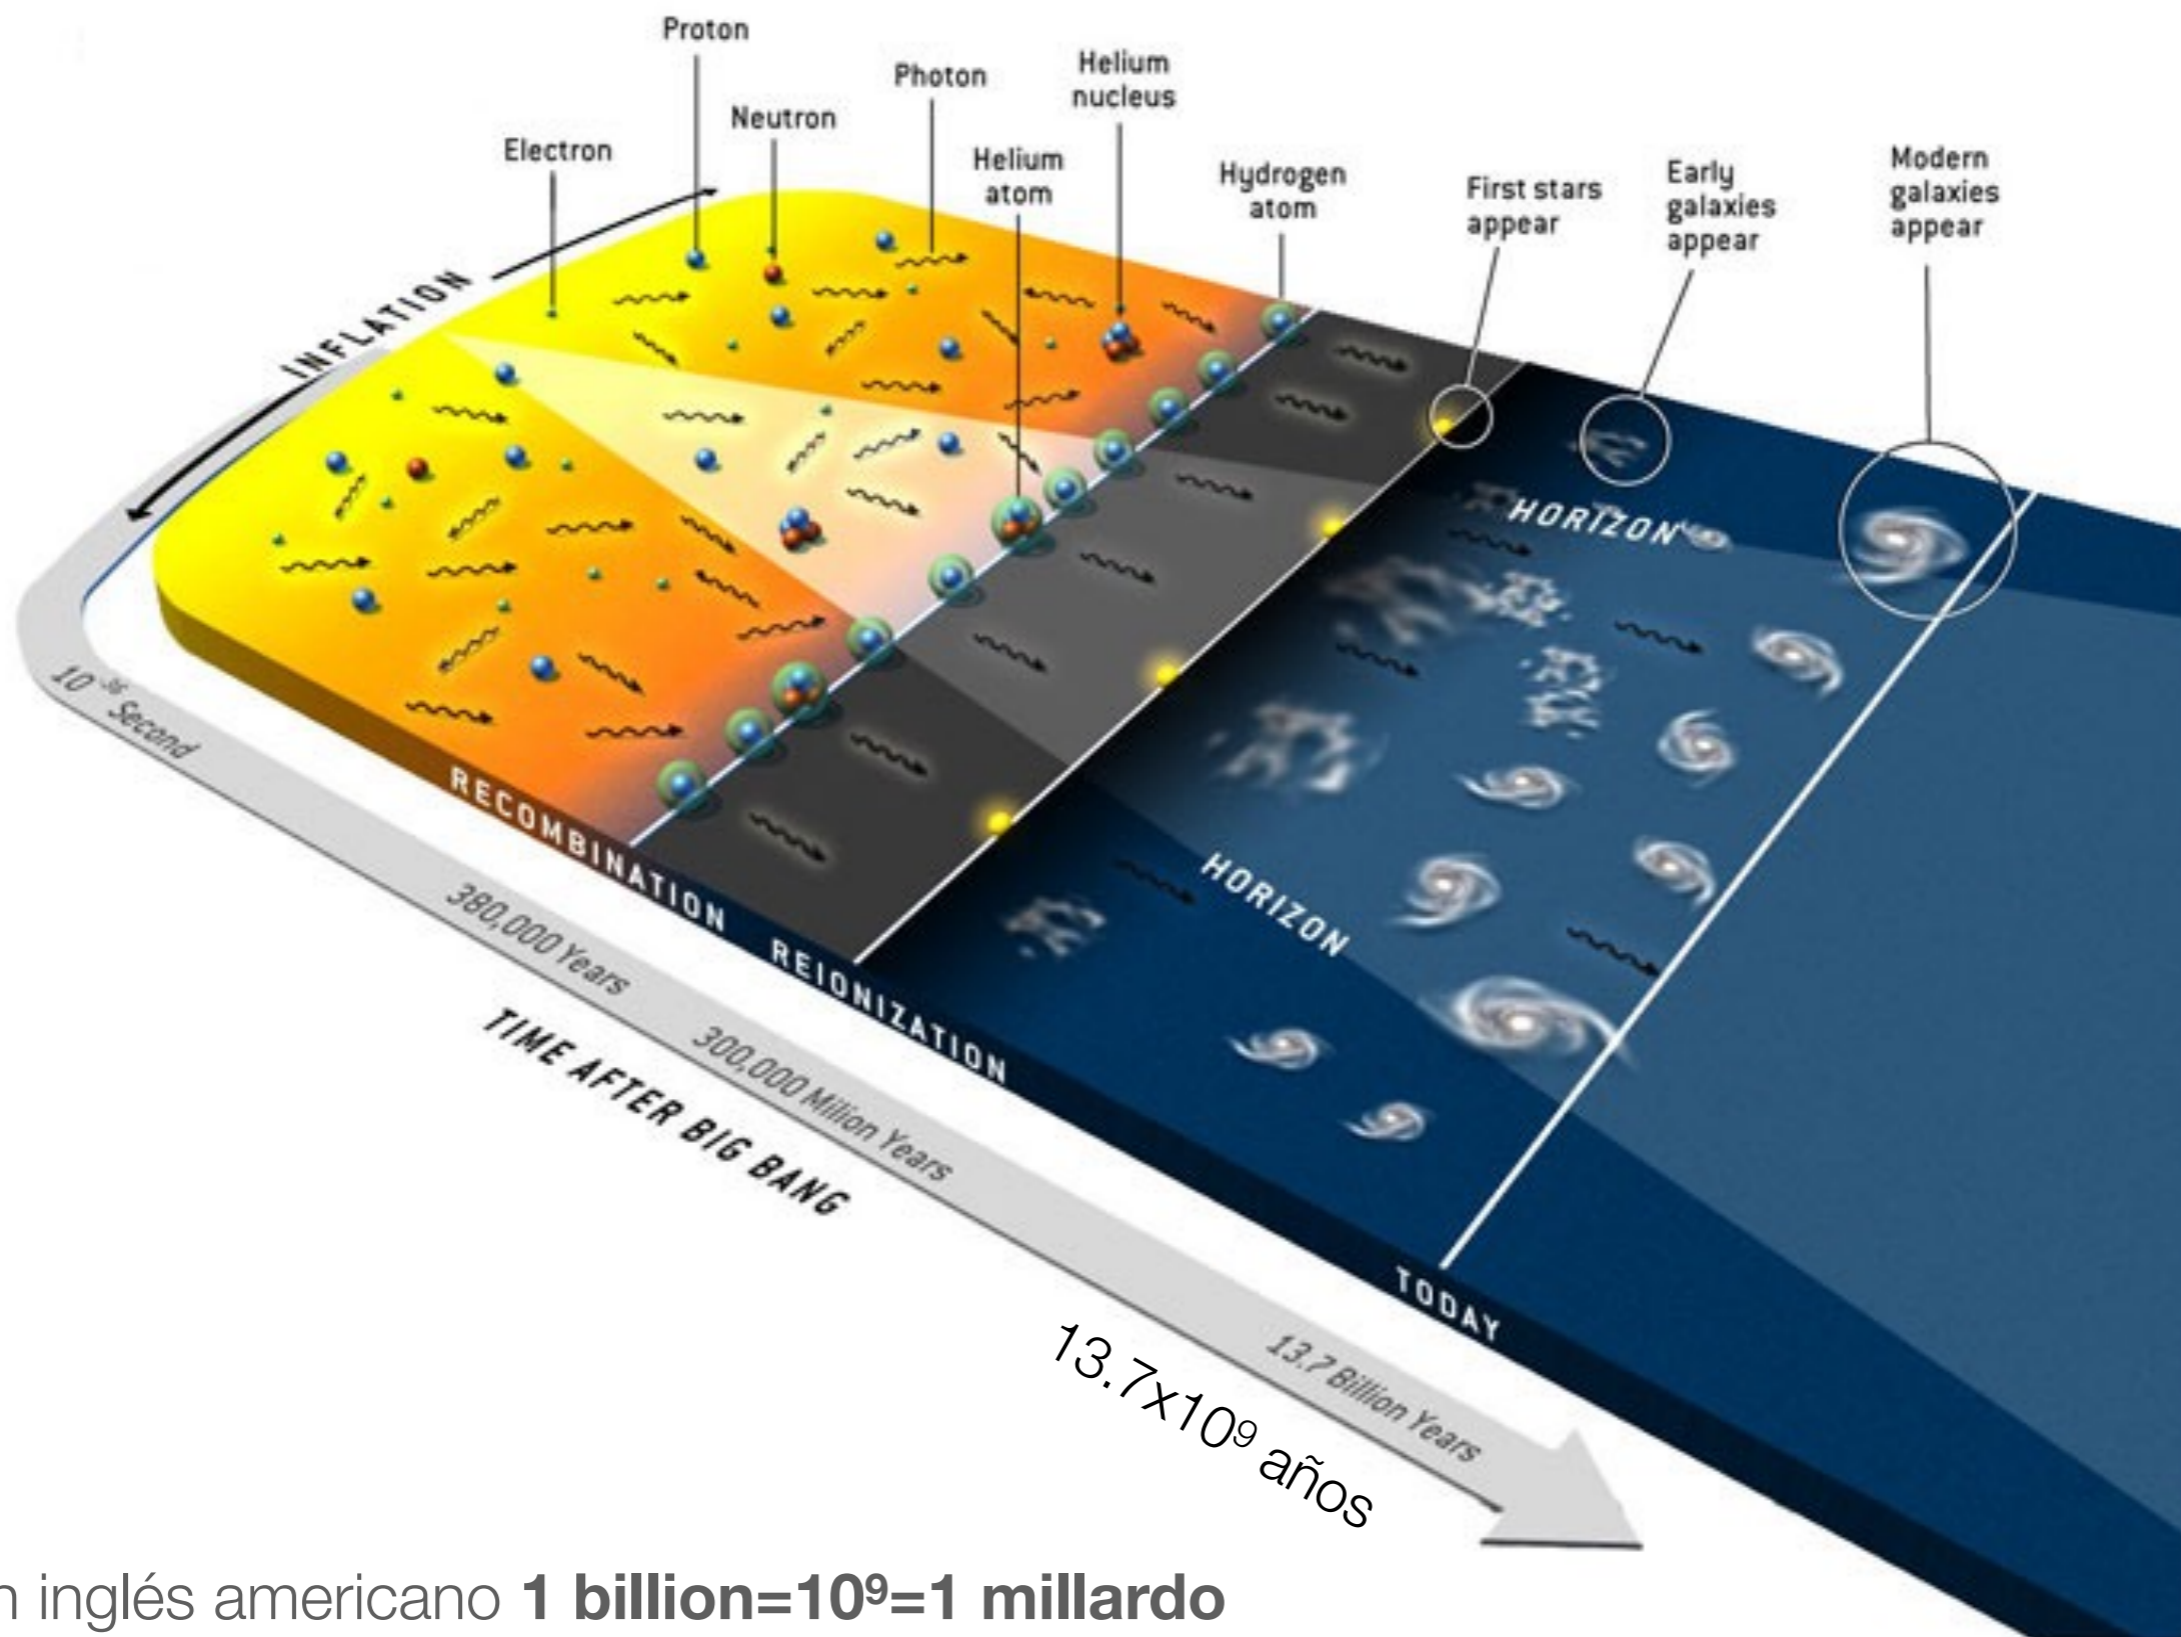 Proton
Photon
Helium
nucleus
Neutron
Electron
Helium
atom
Hydrogen
atom
First stars
appear
Early
galaxies
appear
Modern
galaxies
appear
INFLATION
HORIZON
HORIZON
10⁻³⁶ Second
RECOMBINATION
380,000 Years
REIONIZATION
300,000 Milion Years
TIME AFTER BIG BANG
TODAY
13.7 Billion Years
13.7x10⁹ años
n inglés americano 1 billion=10⁹=1 millardo